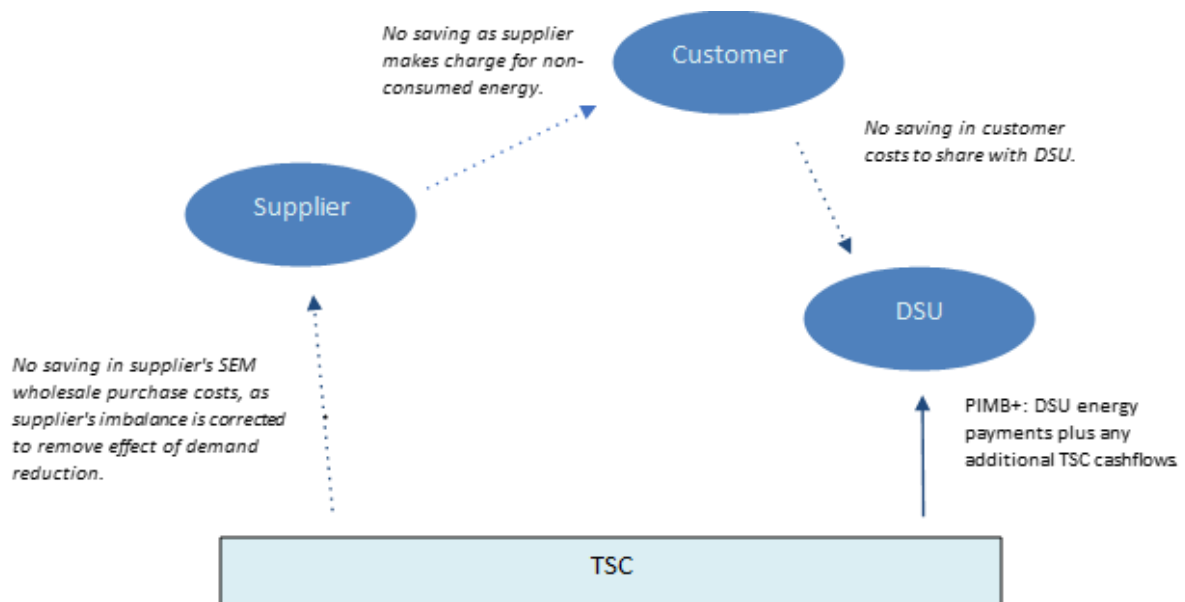 No saving as supplier
makes charge for non-
consumed energy.
Customer
No saving in customer
costs to share with DSU.
Supplier
DSU
No saving in supplier's SEM
wholesale purchase costs, as
supplier's imbalance is corrected
to remove effect of demand
reduction.
PIMB+: DSU energy
payments plus any
additional TSC cashflows.
TSC